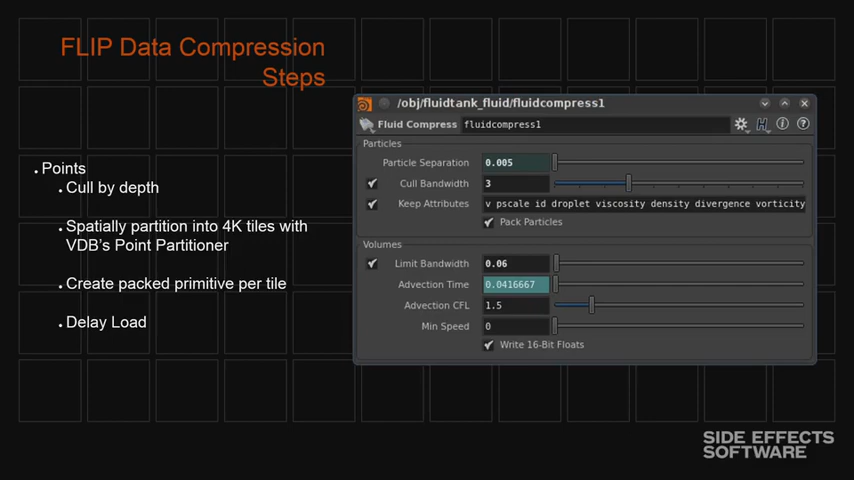 FLIP Data Compression
Steps
Points
Cull by depth
Spatially partition into 4K tiles with
VDB's Point Partitioner
Create packed primitive per tile
Delay Load
/obj/fluidtank_fluid/fluidcompress1
Fluid Compress fluidcompress1
Particles
Particle Separation 0.005
Cull Bandwidth 3
Keep Attributes v pscale id droplet viscosity density divergence vorticity
Pack Particles
Volumes
Limit Bandwidth 0.06
Advection Time 0.0416667
Advection CFL 1.5
Min Speed 0
Write 16-Bit Floats
SIDE EFFECTS
SOFTWARE